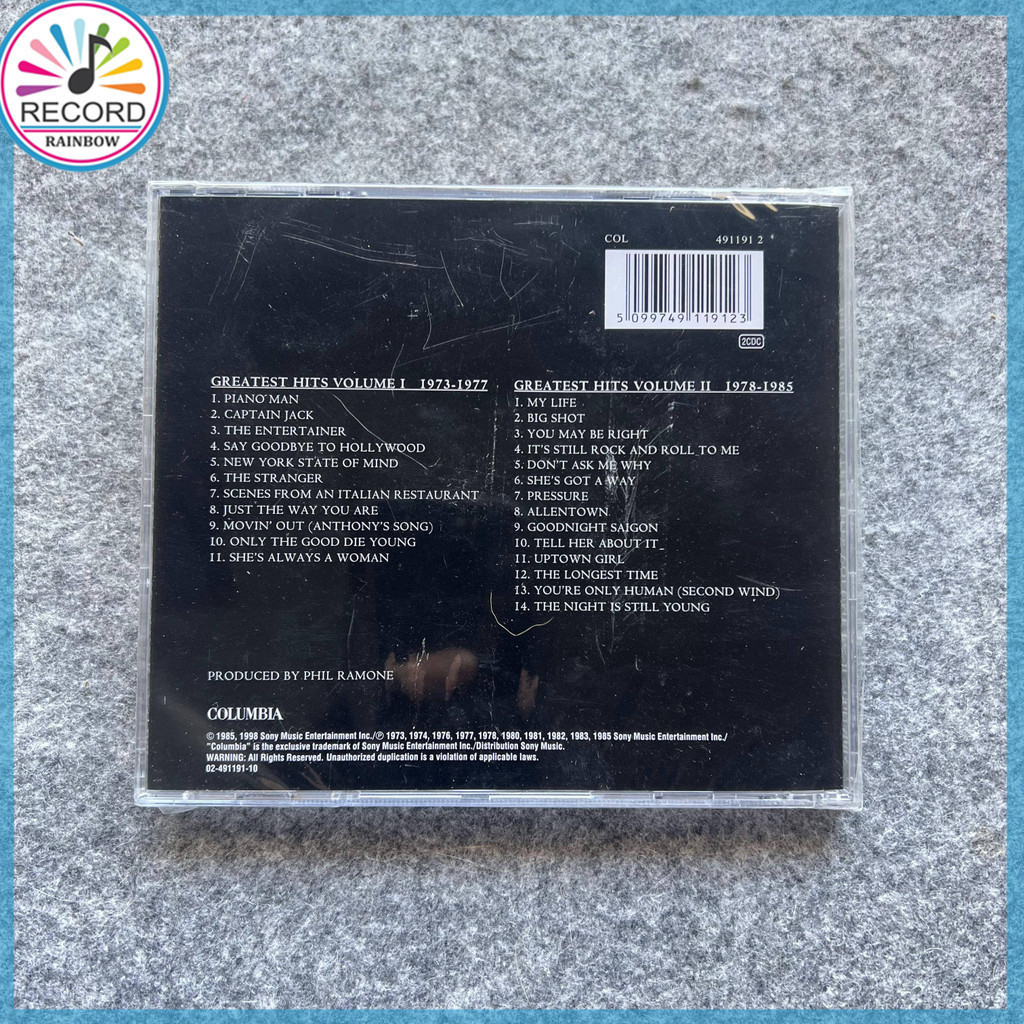 RECORD
RAINBOW
COL 491191 2
5 099749 119123
2CDC
GREATEST HITS VOLUME I 1973-1977
1. PIANO MAN
2. CAPTAIN JACK
3. THE ENTERTAINER
4. SAY GOODBYE TO HOLLYWOOD
5. NEW YORK STATE OF MIND
6. THE STRANGER
7. SCENES FROM AN ITALIAN RESTAURANT
8. JUST THE WAY YOU ARE
9. MOVIN' OUT (ANTHONY'S SONG)
10. ONLY THE GOOD DIE YOUNG
11. SHE'S ALWAYS A WOMAN
GREATEST HITS VOLUME II 1978-1985
1. MY LIFE
2. BIG SHOT
3. YOU MAY BE RIGHT
4. IT'S STILL ROCK AND ROLL TO ME
5. DON'T ASK ME WHY
6. SHE'S GOT A WAY
7. PRESSURE
8. ALLENTOWN
9. GOODNIGHT SAIGON
10. TELL HER ABOUT IT
11. UPTOWN GIRL
12. THE LONGEST TIME
13. YOU'RE ONLY HUMAN (SECOND WIND)
14. THE NIGHT IS STILL YOUNG
PRODUCED BY PHIL RAMONE
COLUMBIA
© 1985, 1998 Sony Music Entertainment Inc./℗ 1973, 1974, 1976, 1977, 1978, 1980, 1981, 1982, 1983, 1985 Sony Music Entertainment Inc./
"Columbia" is the exclusive trademark of Sony Music Entertainment Inc./Distribution Sony Music.
WARNING: All Rights Reserved. Unauthorized duplication is a violation of applicable laws.
02-491191-10